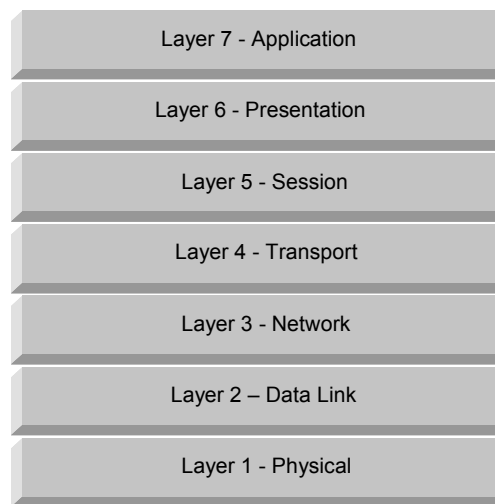 Layer 7 - Application
Layer 6 - Presentation
Layer 5 - Session
Layer 4 - Transport
Layer 3 - Network
Layer 2 – Data Link
Layer 1 - Physical